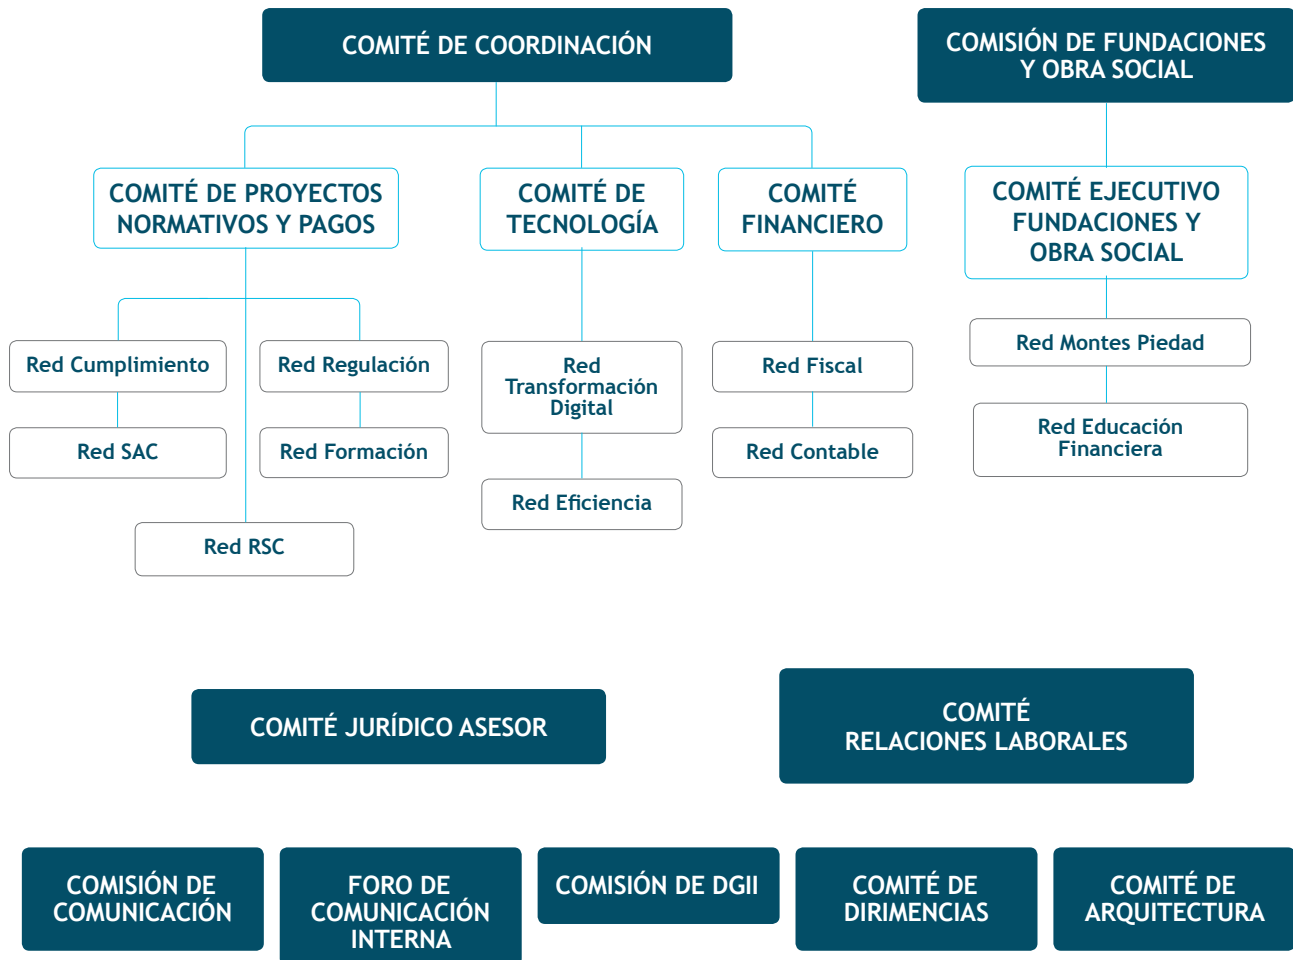 COMITÉ DE COORDINACIÓN
COMISIÓN DE FUNDACIONES
Y OBRA SOCIAL
COMITÉ DE PROYECTOS
NORMATIVOS Y PAGOS
COMITÉ DE
TECNOLOGÍA
COMITÉ
FINANCIERO
COMITÉ EJECUTIVO
FUNDACIONES Y
OBRA SOCIAL
Red Cumplimiento
Red SAC
Red Regulación
Red Formación
Red RSC
Red
Transformación
Digital
Red Eficiencia
Red Fiscal
Red Contable
Red Montes Piedad
Red Educación
Financiera
COMITÉ JURÍDICO ASESOR
COMITÉ
RELACIONES LABORALES
COMISIÓN DE
COMUNICACIÓN
FORO DE
COMUNICACIÓN
INTERNA
COMISIÓN DE DGII
COMITÉ DE
DIRIMENCIAS
COMITÉ DE
ARQUITECTURA